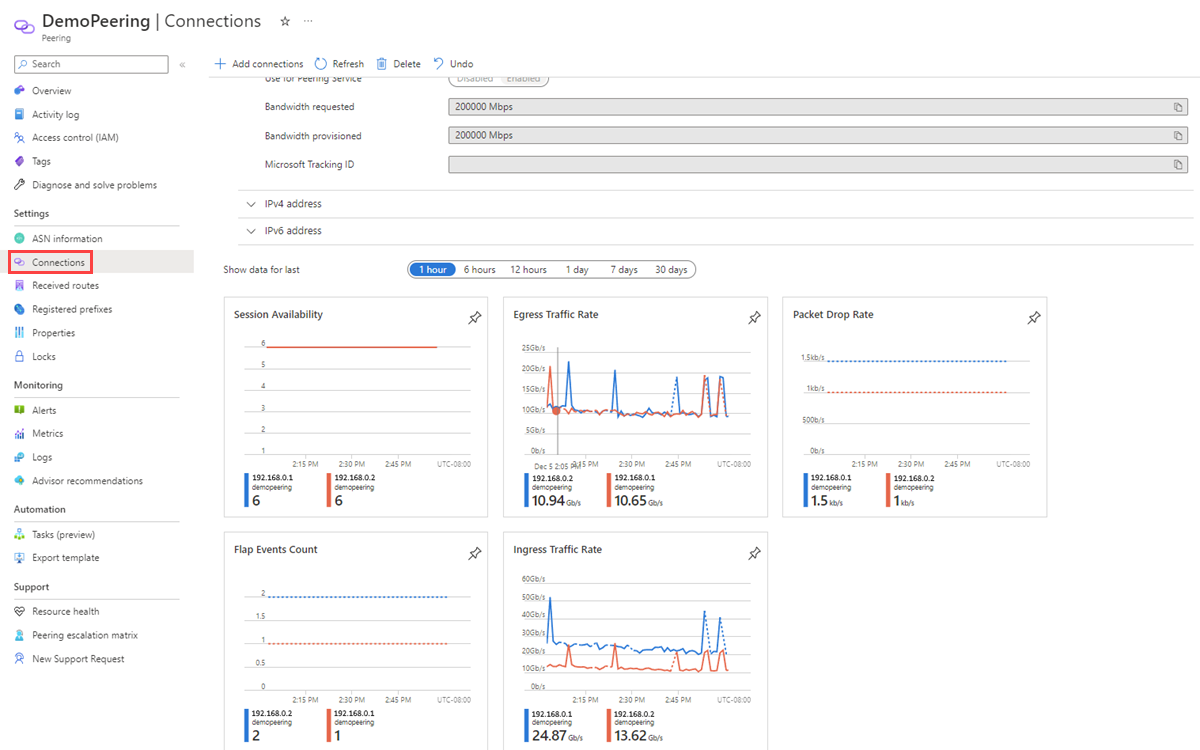 DemoPeering | Connections ☆ ...
Peering
Search «
Overview
Activity log
Access control (IAM)
Tags
Diagnose and solve problems
Settings
ASN information
Connections
Received routes
Registered prefixes
Properties
Locks
Monitoring
Alerts
Metrics
Logs
Advisor recommendations
Automation
Tasks (preview)
Export template
Support
Resource health
Peering escalation matrix
New Support Request
Add connections Refresh Delete Undo
Use for Peering Service Disabled Enabled
Bandwidth requested 200000 Mbps
Bandwidth provisioned 200000 Mbps
Microsoft Tracking ID
IPv4 address
IPv6 address
Show data for last 1 hour 6 hours 12 hours 1 day 7 days 30 days
Session Availability
6
5
4
3
2
1
2:15 PM 2:30 PM 2:45 PM UTC-08:00
192.168.0.1 192.168.0.2
demopeering demopeering
6 6
Egress Traffic Rate
25Gb/s
20Gb/s
15Gb/s
10Gb/s
5Gb/s
0b/s
Dec 5 2:05 PM 2:15 PM 2:30 PM 2:45 PM UTC-08:00
192.168.0.2 192.168.0.1
demopeering demopeering
10.94 Gb/s 10.65 Gb/s
Packet Drop Rate
1.5kb/s
1kb/s
500b/s
0b/s
2:15 PM 2:30 PM 2:45 PM UTC-08:00
192.168.0.1 192.168.0.2
demopeering demopeering
1.5 kb/s 1 kb/s
Flap Events Count
2
1.5
1
0.5
0
2:15 PM 2:30 PM 2:45 PM UTC-08:00
192.168.0.2 192.168.0.1
demopeering demopeering
2 1
Ingress Traffic Rate
60Gb/s
50Gb/s
40Gb/s
30Gb/s
20Gb/s
10Gb/s
0b/s
2:15 PM 2:30 PM 2:45 PM UTC-08:00
192.168.0.1 192.168.0.2
demopeering demopeering
24.87 Gb/s 13.62 Gb/s